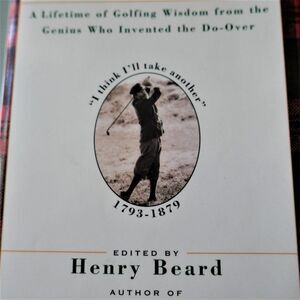 A Lifetime of Golfing Wisdom from the
Genius Who Invented the Do-Over
"I think I'll take another"
1793-1879
EDITED BY
Henry Beard
AUTHOR OF